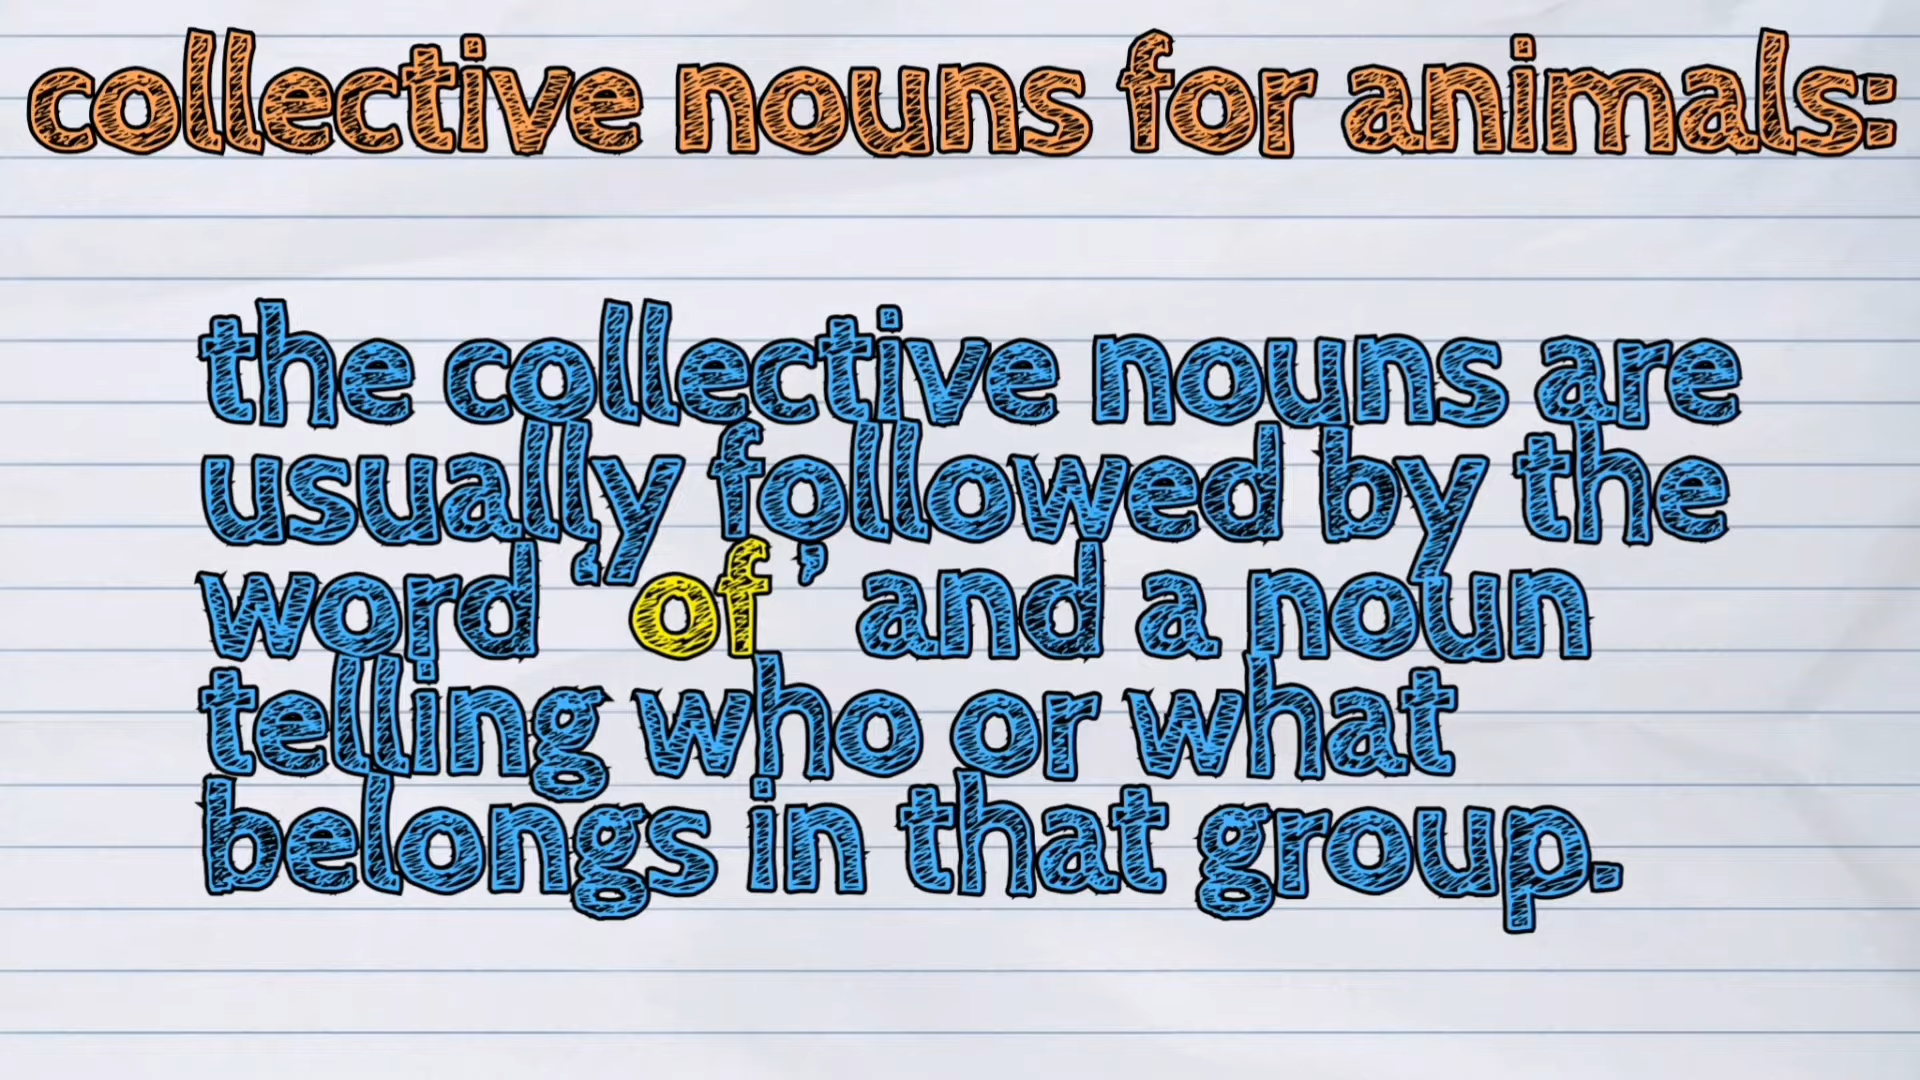 collective nouns for animals:
the collective nouns are
usually followed by the
word ‘of’ and a noun
telling who or what
belongs in that group.